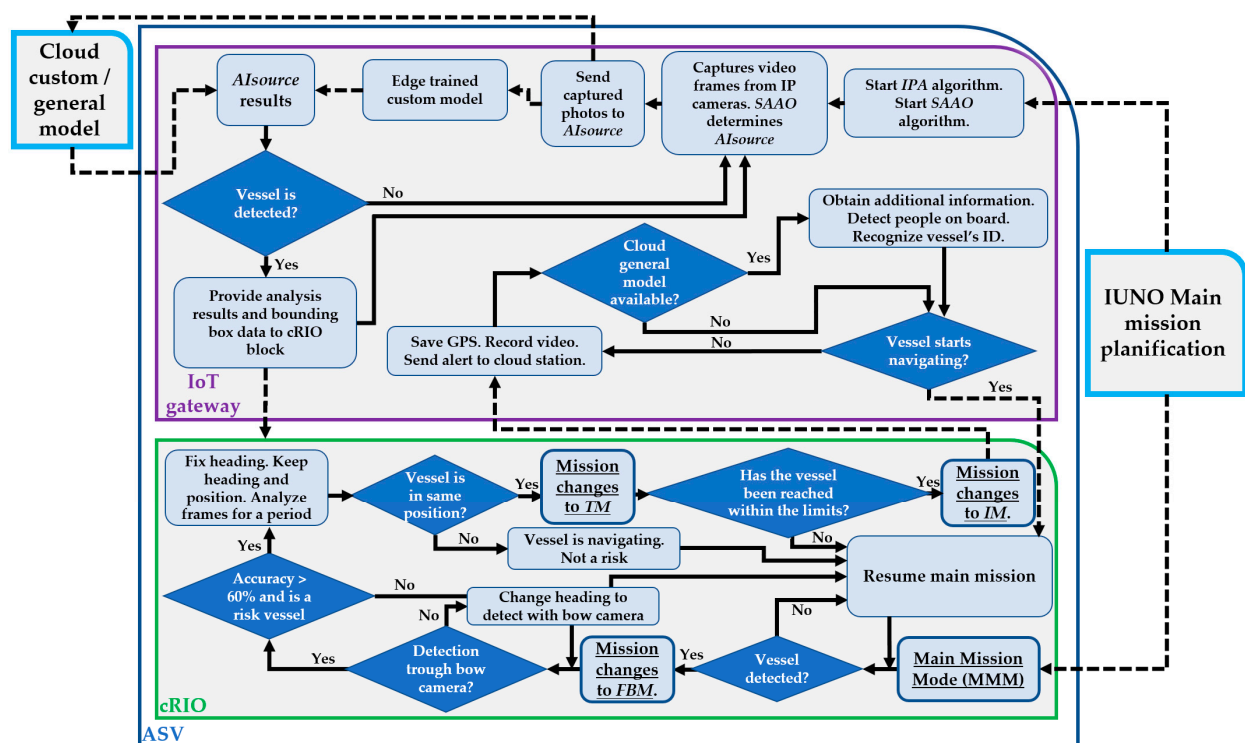 Cloud
custom /
general
model
AIsource
results
Edge trained
custom model
Send
captured
photos to
AIsource
Captures video
frames from IP
cameras. SAAO
determines
AIsource
Start IPA algorithm.
Start SAAO
algorithm.
Vessel is
detected?
No
Yes
Provide analysis
results and bounding
box data to cRIO
block
Cloud
general
model
available?
Yes
No
Obtain additional information.
Detect people on board.
Recognize vessel's ID.
Save GPS. Record video.
Send alert to cloud station.
No
Vessel starts
navigating?
Yes
IUNO Main
mission
planification
IoT
gateway
Fix heading. Keep
heading and
position. Analyze
frames for a period
Vessel is
in same
position?
Yes
No
Mission
changes
to TM
Has the vessel
been reached
within the limits?
Yes
No
Mission
changes
to IM.
Vessel is navigating.
Not a risk
Resume main mission
Yes
Accuracy >
60% and is a
risk vessel
No
Change heading to
detect with bow camera
No
Detection
trough bow
camera?
Yes
Mission
changes
to FBM.
Yes
Vessel
detected?
No
Main Mission
Mode (MMM)
cRIO
ASV